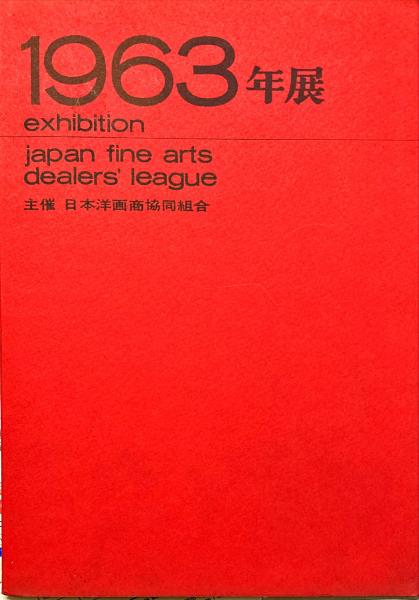 1963年展
exhibition
japan fine arts
dealers' league
主催 日本洋画商協同組合